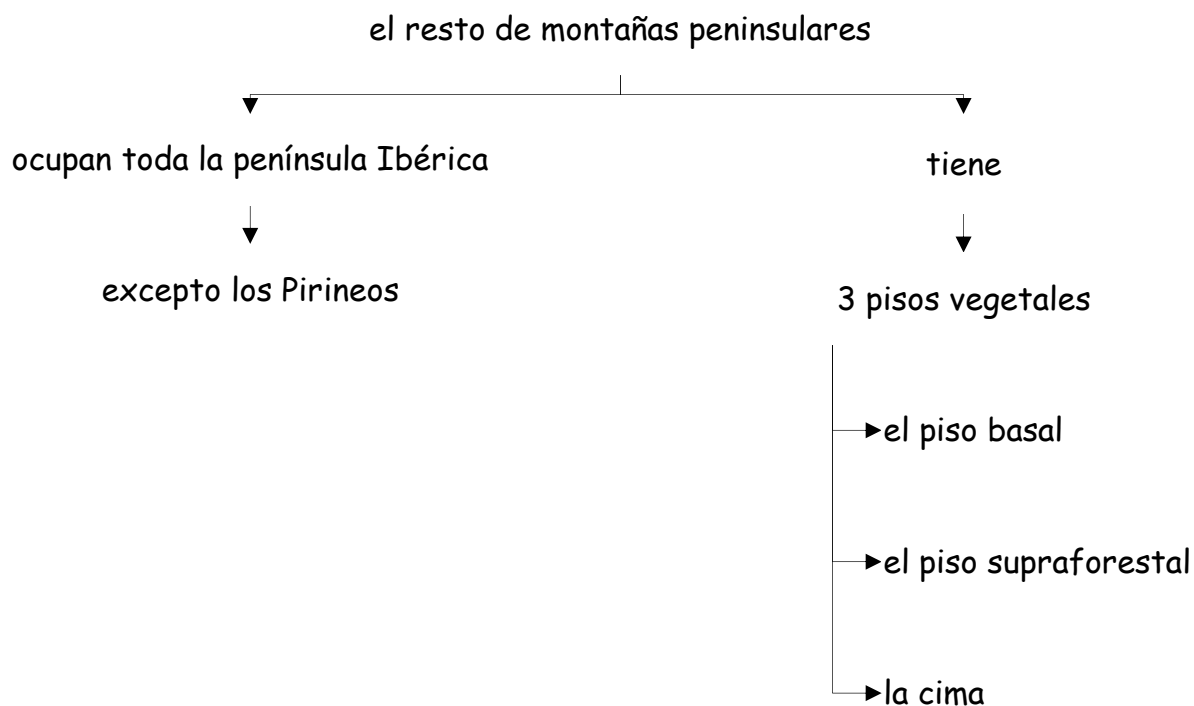 el resto de montañas peninsulares
ocupan toda la península Ibérica
tiene
excepto los Pirineos
3 pisos vegetales
el piso basal
el piso supraforestal
la cima